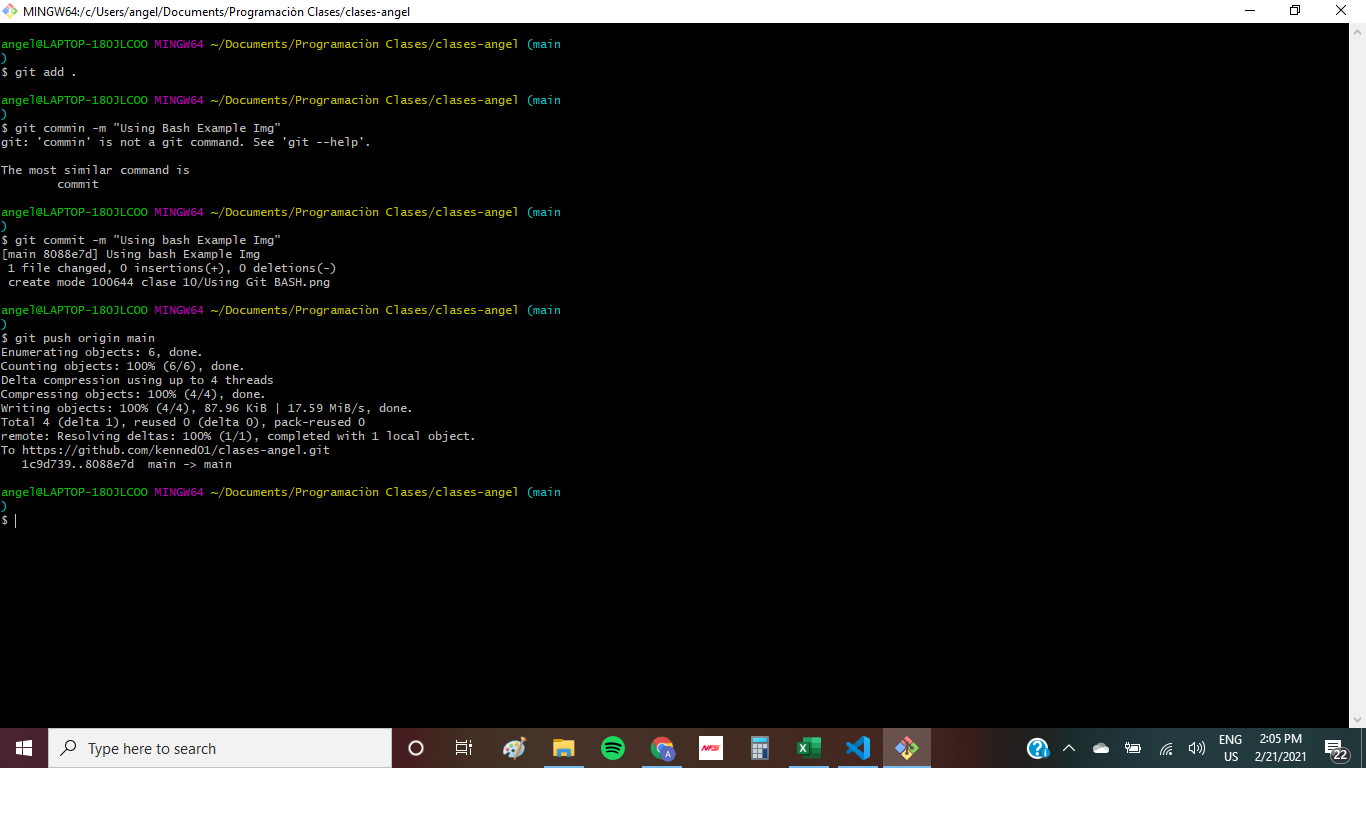 MINGW64:/c/Users/angel/Documents/Programaciòn Clases/clases-angel
angel@LAPTOP-18OJLCOO MINGW64 ~/Documents/Programaciòn Clases/clases-angel (main
)
$ git add .
angel@LAPTOP-18OJLCOO MINGW64 ~/Documents/Programaciòn Clases/clases-angel (main
)
$ git commin -m "Using Bash Example Img"
git: 'commin' is not a git command. See 'git --help'.
The most similar command is
commit
angel@LAPTOP-18OJLCOO MINGW64 ~/Documents/Programaciòn Clases/clases-angel (main
)
$ git commit -m "Using bash Example Img"
[main 8088e7d] Using bash Example Img
1 file changed, 0 insertions(+), 0 deletions(-)
create mode 100644 clase 10/Using Git BASH.png
angel@LAPTOP-18OJLCOO MINGW64 ~/Documents/Programaciòn Clases/clases-angel (main
)
$ git push origin main
Enumerating objects: 6, done.
Counting objects: 100% (6/6), done.
Delta compression using up to 4 threads
Compressing objects: 100% (4/4), done.
Writing objects: 100% (4/4), 87.96 KiB | 17.59 MiB/s, done.
Total 4 (delta 1), reused 0 (delta 0), pack-reused 0
remote: Resolving deltas: 100% (1/1), completed with 1 local object.
To https://github.com/kenned01/clases-angel.git
1c9d739..8088e7d  main -> main
angel@LAPTOP-18OJLCOO MINGW64 ~/Documents/Programaciòn Clases/clases-angel (main
)
$
Type here to search
A
NFS
X
ENG
US
2:05 PM
2/21/2021
22